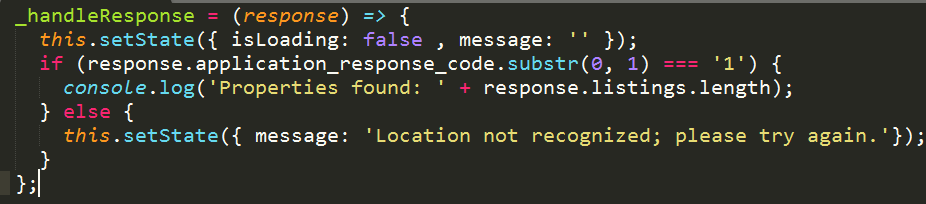 _handleResponse = (response) => {
  this.setState({ isLoading: false , message: '' });
  if (response.application_response_code.substr(0, 1) === '1') {
    console.log('Properties found: ' + response.listings.length);
  } else {
    this.setState({ message: 'Location not recognized; please try again.'});
  }
};